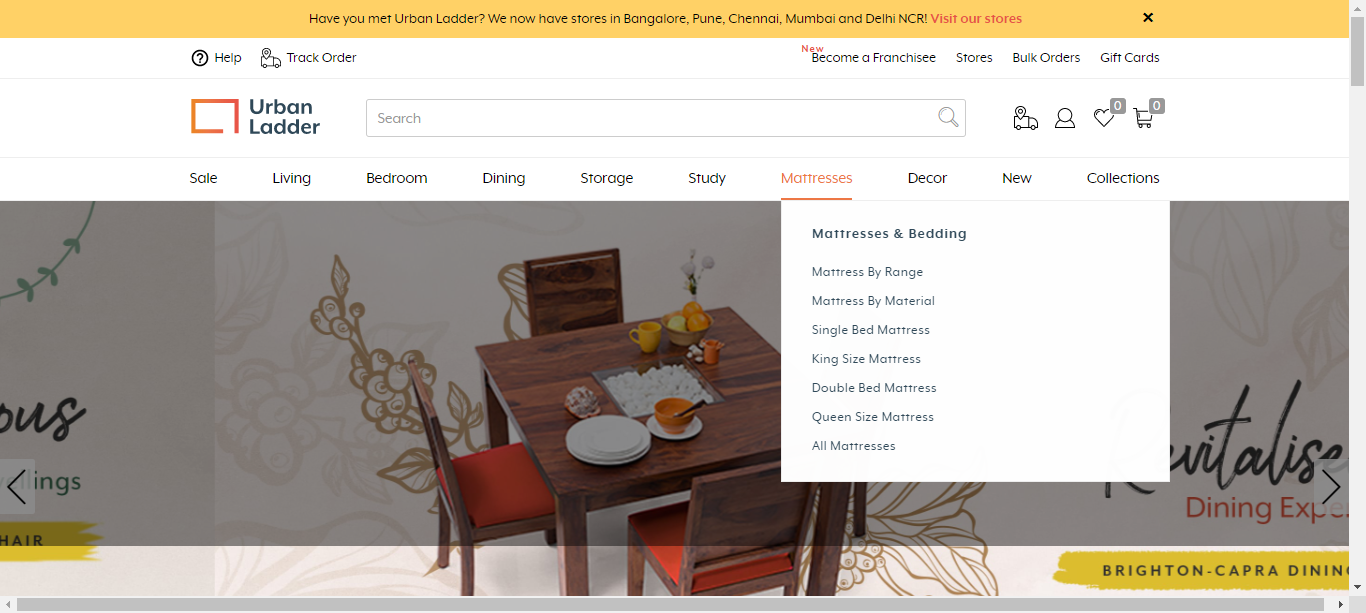 Have you met Urban Ladder? We now have stores in Bangalore, Pune, Chennai, Mumbai and Delhi NCR! Visit our stores
Help Track Order New Become a Franchisee Stores Bulk Orders Gift Cards
Urban
Ladder
Search
0 0
Sale Living Bedroom Dining Storage Study Mattresses Decor New Collections
Mattresses & Bedding
Mattress By Range
Mattress By Material
Single Bed Mattress
King Size Mattress
Double Bed Mattress
Queen Size Mattress
All Mattresses
Revitalise
Dining Expe
HAIR
BRIGHTON-CAPRA DINING